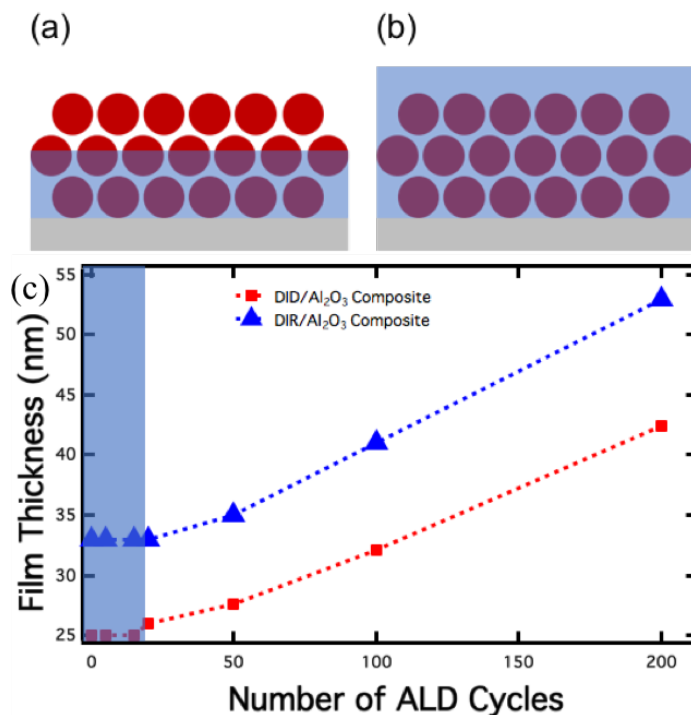 (a)
(b)
(c)
DID/Al₂O₃ Composite
DIR/Al₂O₃ Composite
Film Thickness (nm)
55
50
45
40
35
30
25
0
50
100
150
200
Number of ALD Cycles